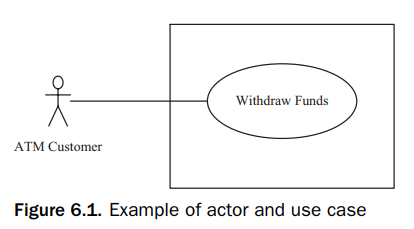 Withdraw Funds
ATM Customer
Figure 6.1. Example of actor and use case